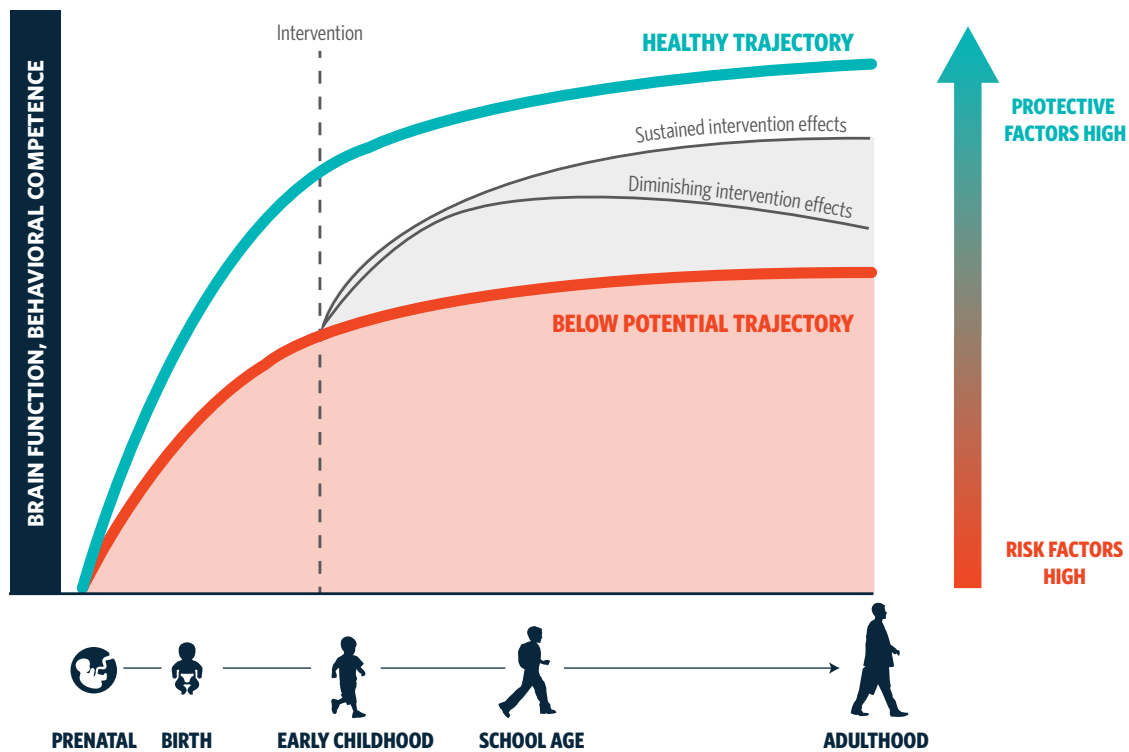 BRAIN FUNCTION, BEHAVIORAL COMPETENCE
Intervention
HEALTHY TRAJECTORY
Sustained intervention effects
Diminishing intervention effects
BELOW POTENTIAL TRAJECTORY
PROTECTIVE
FACTORS HIGH
RISK FACTORS
HIGH
PRENATAL
BIRTH
EARLY CHILDHOOD
SCHOOL AGE
ADULTHOOD